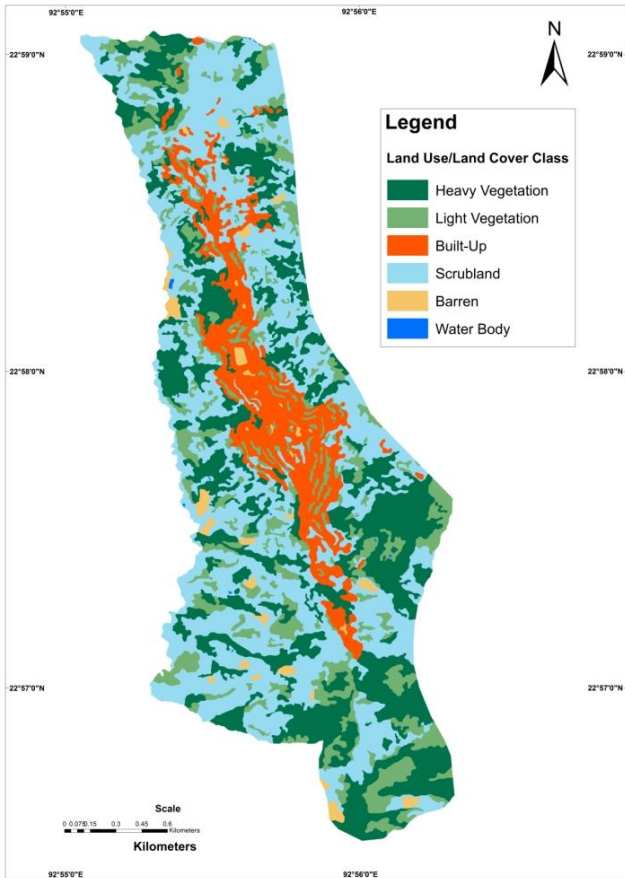 92°55'0"E
92°56'0"E
22°59'0"N
22°59'0"N
N
Legend
Land Use/Land Cover Class
Heavy Vegetation
Light Vegetation
Built-Up
Scrubland
Barren
Water Body
22°58'0"N
22°58'0"N
22°57'0"N
22°57'0"N
Scale
0 0.075 0.15 0.3 0.45 0.6
Kilometers
Kilometers
92°55'0"E
92°56'0"E